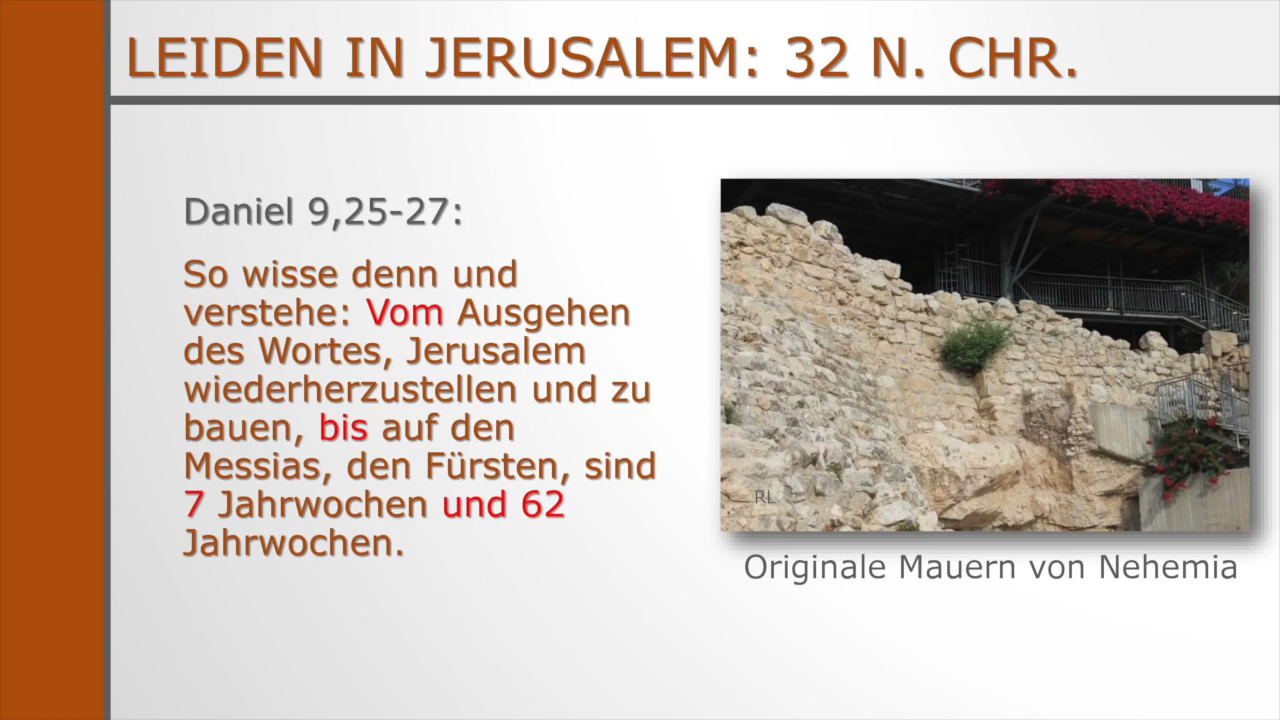 LEIDEN IN JERUSALEM: 32 N. CHR.
Daniel 9,25-27:
So wisse denn und
verstehe: Vom Ausgehen
des Wortes, Jerusalem
wiederherzustellen und zu
bauen, bis auf den
Messias, den Fürsten, sind
7 Jahrwochen und 62
Jahrwochen.
RL
Originale Mauern von Nehemia